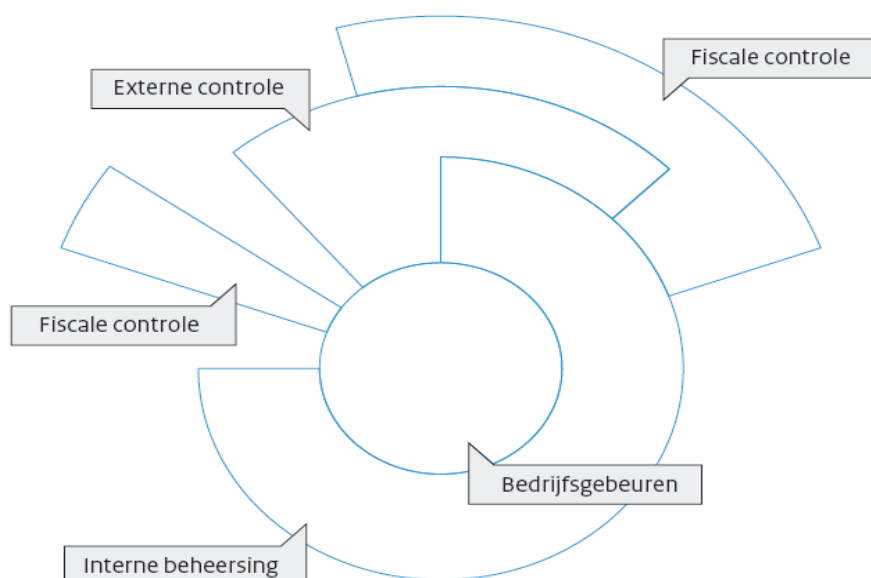 Fiscale controle
Externe controle
Fiscale controle
Bedrijfsgebeuren
Interne beheersing